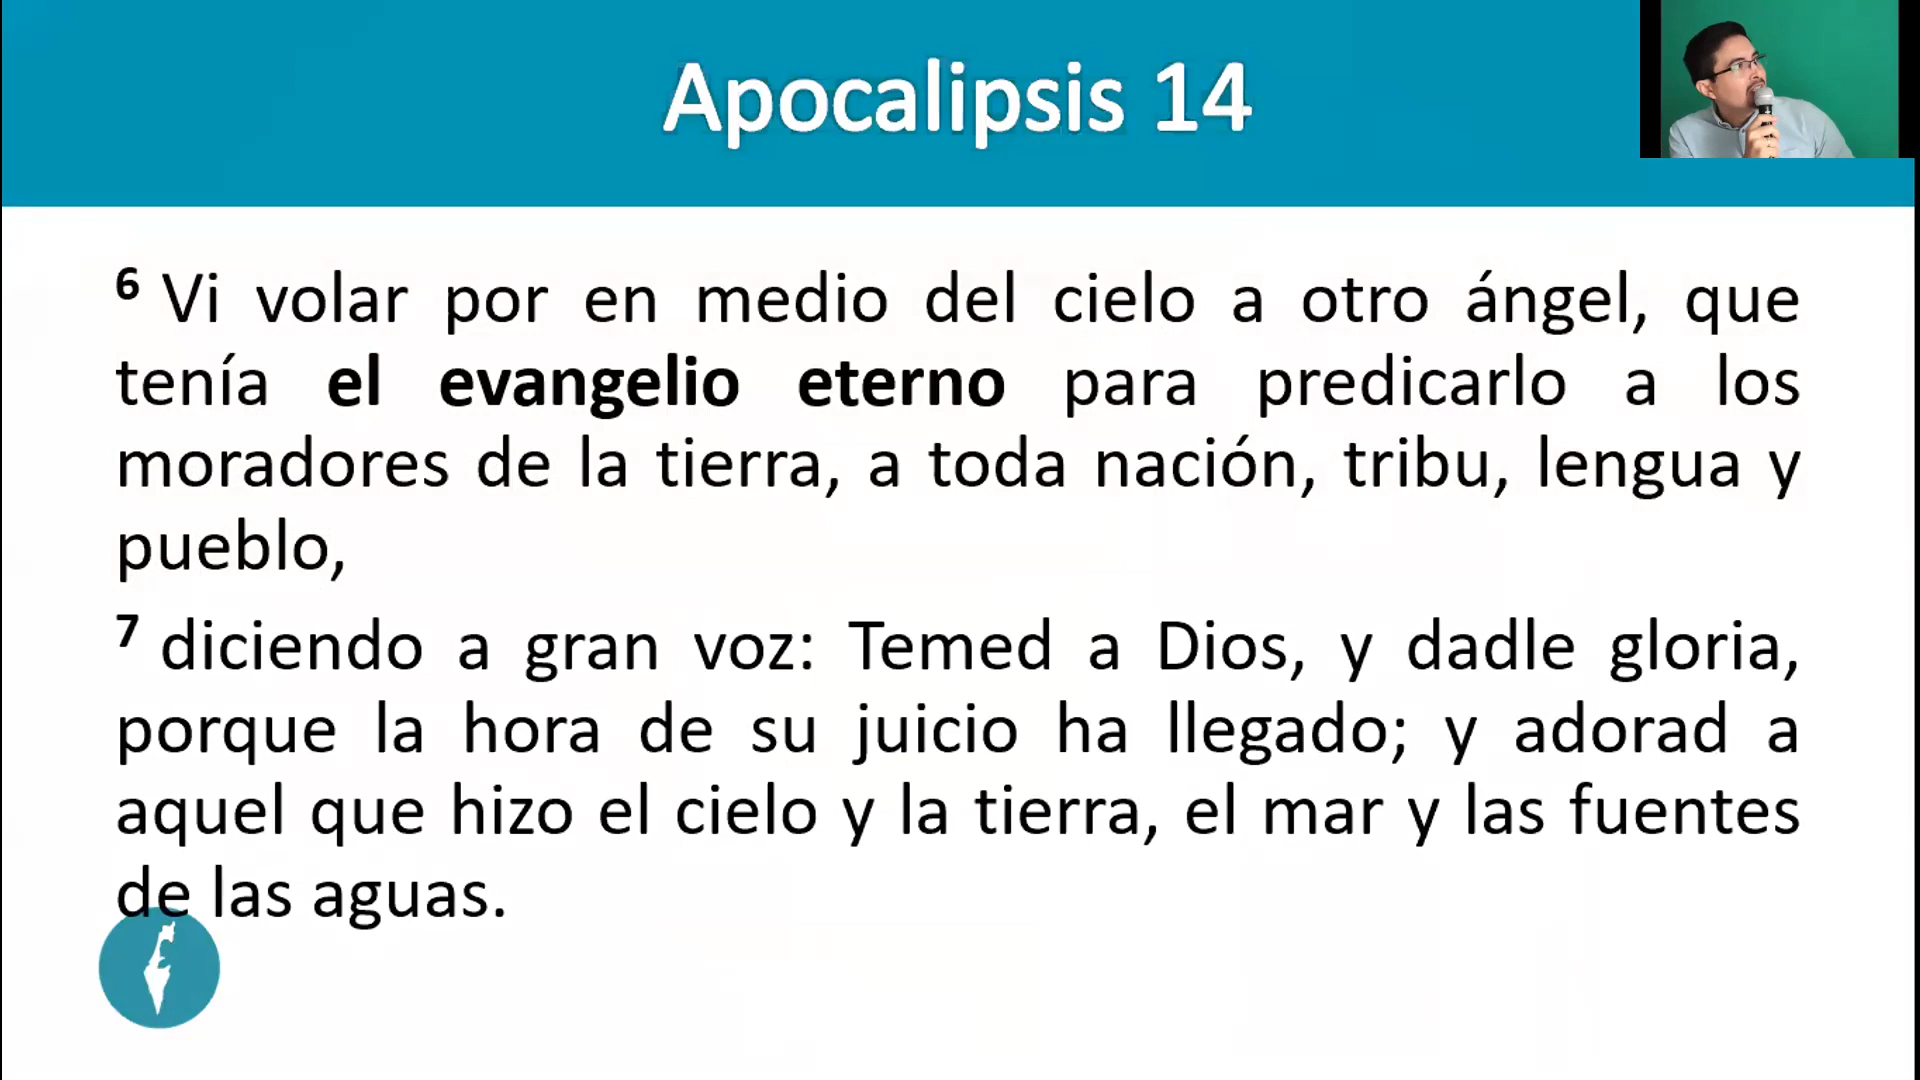 Apocalipsis 14
6 Vi volar por en medio del cielo a otro ángel, que
tenía el evangelio eterno para predicarlo a los
moradores de la tierra, a toda nación, tribu, lengua y
pueblo,
7 diciendo a gran voz: Temed a Dios, y dadle gloria,
porque la hora de su juicio ha llegado; y adorad a
aquel que hizo el cielo y la tierra, el mar y las fuentes
de las aguas.